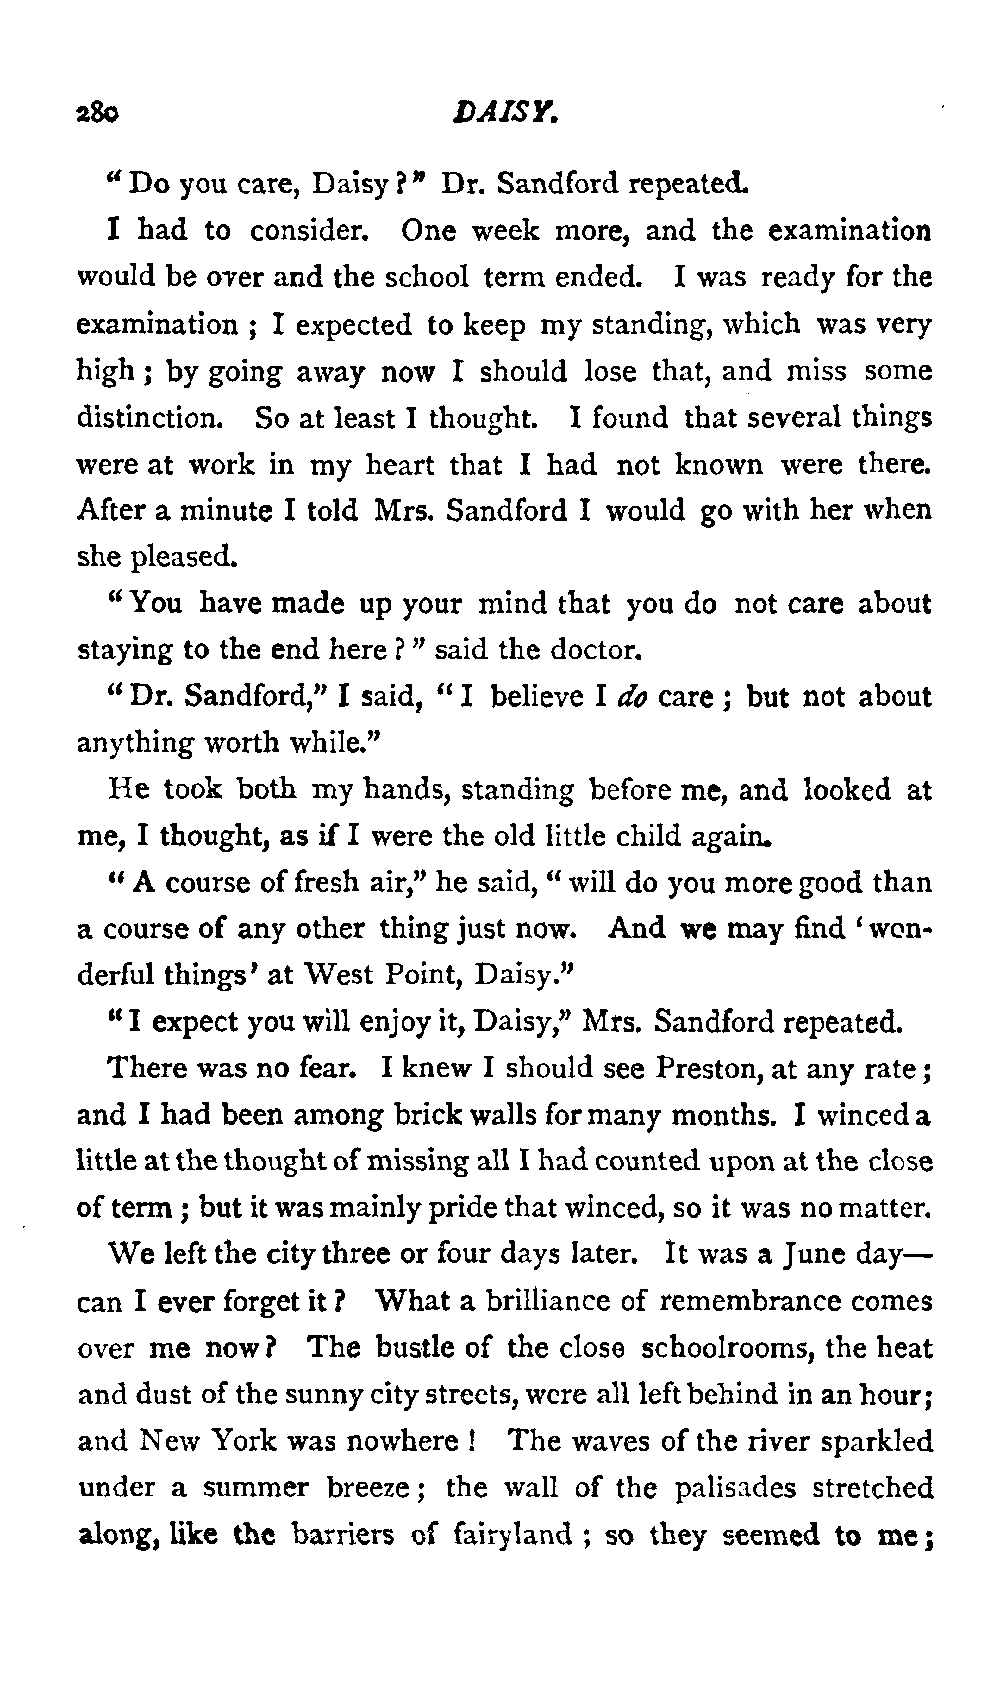 280 DAISY.
"Do you care, Daisy?" Dr. Sandford repeated.
I had to consider. One week more, and the examination
would be over and the school term ended. I was ready for the
examination ; I expected to keep my standing, which was very
high ; by going away now I should lose that, and miss some
distinction. So at least I thought. I found that several things
were at work in my heart that I had not known were there.
After a minute I told Mrs. Sandford I would go with her when
she pleased.
"You have made up your mind that you do not care about
staying to the end here ?" said the doctor.
"Dr. Sandford," I said, "I believe I do care ; but not about
anything worth while."
He took both my hands, standing before me, and looked at
me, I thought, as if I were the old little child again.
"A course of fresh air," he said, "will do you more good than
a course of any other thing just now. And we may find 'won-
derful things' at West Point, Daisy."
"I expect you will enjoy it, Daisy," Mrs. Sandford repeated.
There was no fear. I knew I should see Preston, at any rate ;
and I had been among brick walls for many months. I winced a
little at the thought of missing all I had counted upon at the close
of term ; but it was mainly pride that winced, so it was no matter.
We left the city three or four days later. It was a June day—
can I ever forget it ? What a brilliance of remembrance comes
over me now ? The bustle of the close schoolrooms, the heat
and dust of the sunny city streets, were all left behind in an hour ;
and New York was nowhere ! The waves of the river sparkled
under a summer breeze ; the wall of the palisades stretched
along, like the barriers of fairyland ; so they seemed to me ;